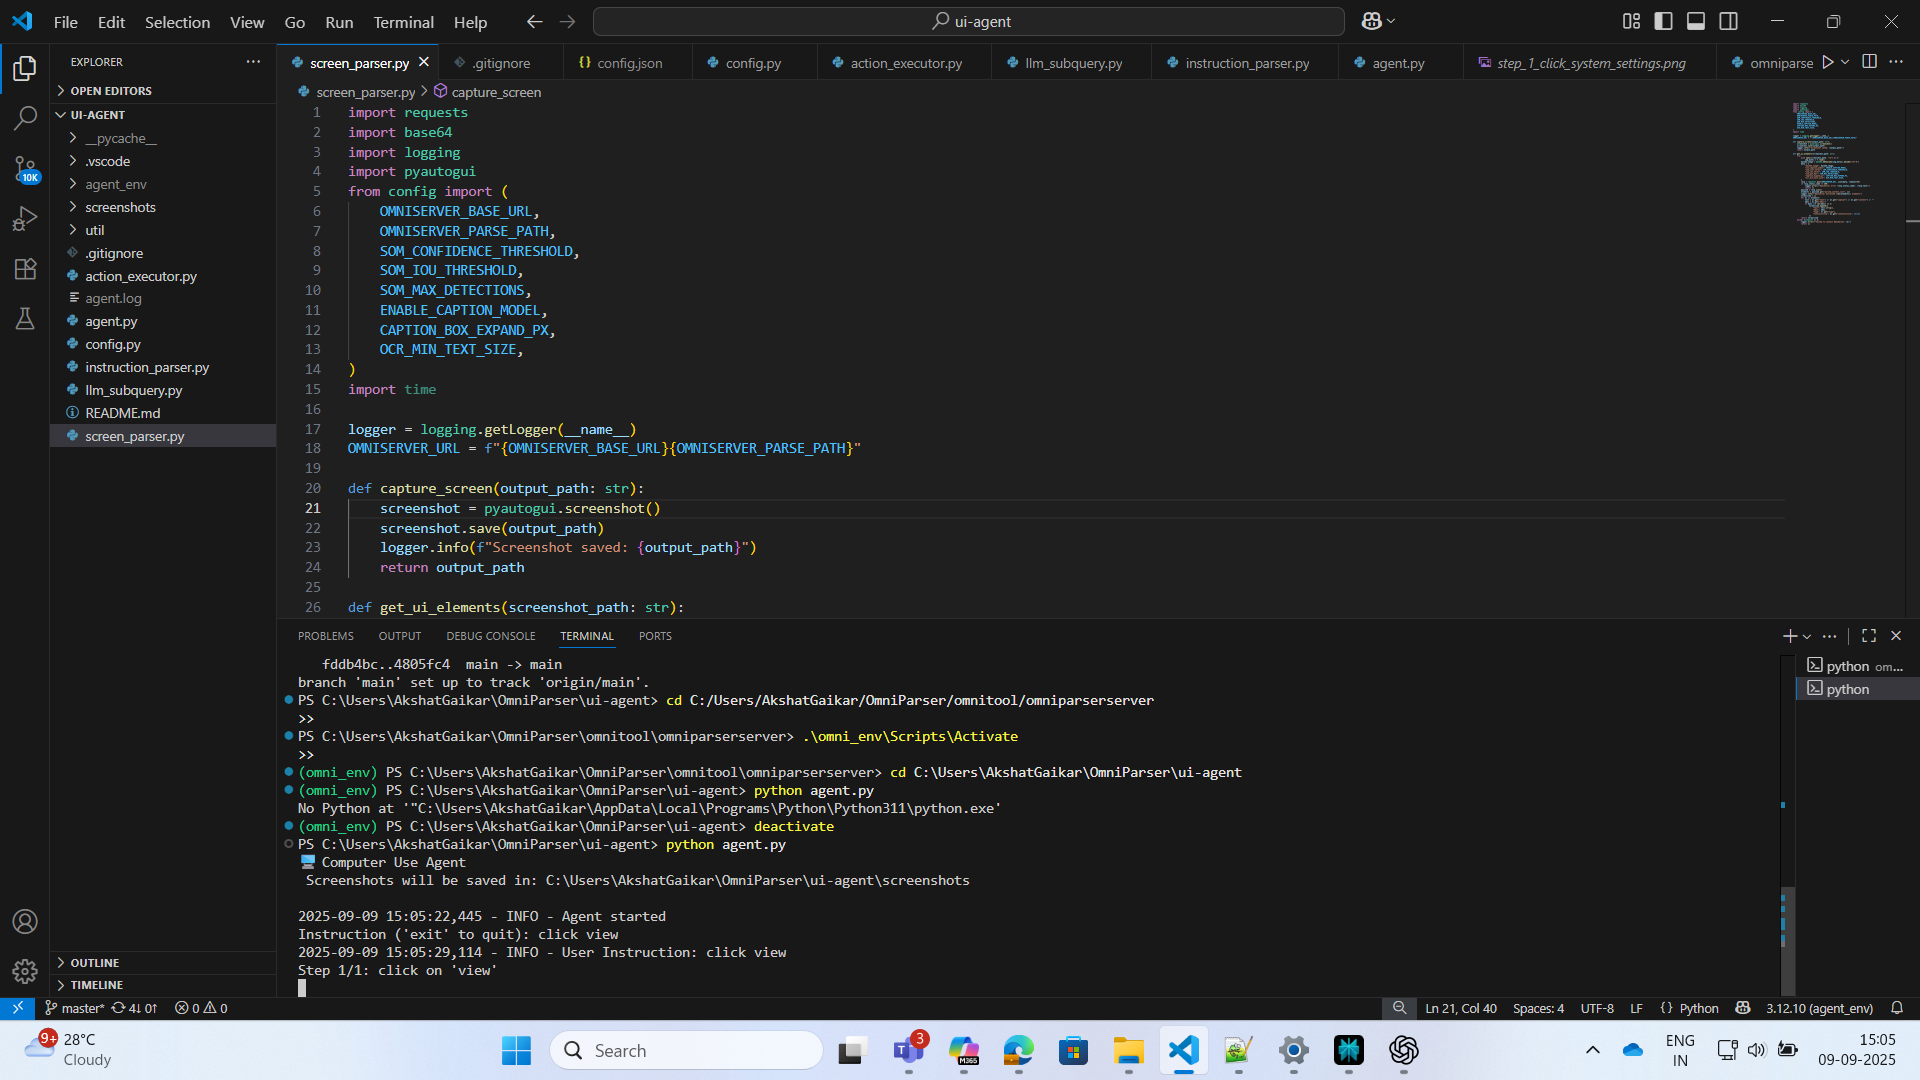 File Edit Selection View Go Run Terminal Help
ui-agent
EXPLORER
OPEN EDITORS
UI-AGENT
__pycache__
.vscode
agent_env
screenshots
util
.gitignore
action_executor.py
agent.log
agent.py
config.py
instruction_parser.py
llm_subquery.py
README.md
screen_parser.py
OUTLINE
TIMELINE
10K
screen_parser.py .gitignore config.json config.py action_executor.py llm_subquery.py instruction_parser.py agent.py step_1_click_system_settings.png omniparse
screen_parser.py > capture_screen
1 import requests
2 import base64
3 import logging
4 import pyautogui
5 from config import (
6 OMNISERVER_BASE_URL,
7 OMNISERVER_PARSE_PATH,
8 SOM_CONFIDENCE_THRESHOLD,
9 SOM_IOU_THRESHOLD,
10 SOM_MAX_DETECTIONS,
11 ENABLE_CAPTION_MODEL,
12 CAPTION_BOX_EXPAND_PX,
13 OCR_MIN_TEXT_SIZE,
14 )
15 import time
16
17 logger = logging.getLogger(__name__)
18 OMNISERVER_URL = f"{OMNISERVER_BASE_URL}{OMNISERVER_PARSE_PATH}"
19
20 def capture_screen(output_path: str):
21 screenshot = pyautogui.screenshot()
22 screenshot.save(output_path)
23 logger.info(f"Screenshot saved: {output_path}")
24 return output_path
25
26 def get_ui_elements(screenshot_path: str):
PROBLEMS OUTPUT DEBUG CONSOLE TERMINAL PORTS
fddb4bc..4805fc4 main -> main
branch 'main' set up to track 'origin/main'.
PS C:\Users\AkshatGaikar\OmniParser\ui-agent> cd C:/Users/AkshatGaikar/OmniParser/omnitool/omniparserserver
>>
PS C:\Users\AkshatGaikar\OmniParser\omnitool\omniparserserver> .\omni_env\Scripts\Activate
>>
(omni_env) PS C:\Users\AkshatGaikar\OmniParser\omnitool\omniparserserver> cd C:\Users\AkshatGaikar\OmniParser\ui-agent
(omni_env) PS C:\Users\AkshatGaikar\OmniParser\ui-agent> python agent.py
No Python at '"C:\Users\AkshatGaikar\AppData\Local\Programs\Python\Python311\python.exe'
(omni_env) PS C:\Users\AkshatGaikar\OmniParser\ui-agent> deactivate
PS C:\Users\AkshatGaikar\OmniParser\ui-agent> python agent.py
Computer Use Agent
Screenshots will be saved in: C:\Users\AkshatGaikar\OmniParser\ui-agent\screenshots
2025-09-09 15:05:22,445 - INFO - Agent started
Instruction ('exit' to quit): click view
2025-09-09 15:05:29,114 - INFO - User Instruction: click view
Step 1/1: click on 'view'
python om...
python
master* 4↓ 0↑ 0 0
Ln 21, Col 40 Spaces: 4 UTF-8 LF {} Python 3.12.10 (agent_env)
9+
28°C
Cloudy
Search
3
M365
ENG
IN
15:05
09-09-2025